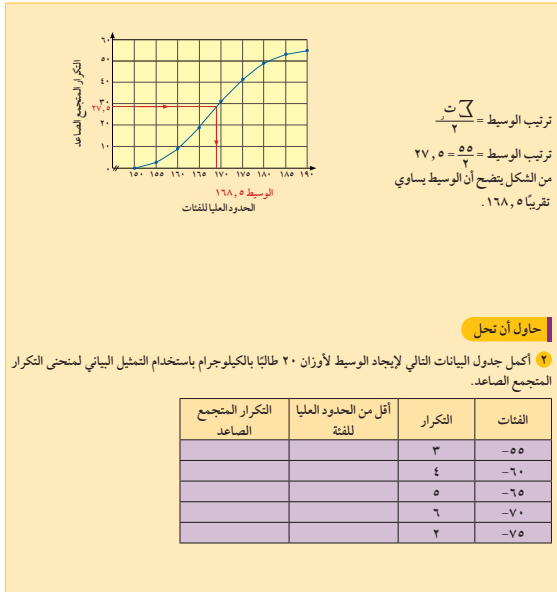 التكرار المتجمع الصاعد
٦٠
٥٠
٤٠
٣٠
٢٧,٥
٢٠
١٠
٠
١٥٠ ١٥٥ ١٦٠ ١٦٥ ١٧٠ ١٧٥ ١٨٠ ١٨٥ ١٩٠
الوسيط ١٦٨,٥
الحدود العليا للفئات
ترتيب الوسيط = ∑ت ر / ٢
ترتيب الوسيط = ٥٥ / ٢ = ٢٧,٥
من الشكل يتضح أن الوسيط يساوي
تقريبًا ١٦٨,٥.
حاول أن تحل
٢ أكمل جدول البيانات التالي لإيجاد الوسيط لأوزان ٢٠ طالبًا بالكيلوجرام باستخدام التمثيل البياني لمنحنى التكرار
المتجمع الصاعد.
الفئات التكرار أقل من الحدود العليا للفئة التكرار المتجمع الصاعد
٥٥– ٣
٦٠– ٤
٦٥– ٥
٧٠– ٦
٧٥– ٢